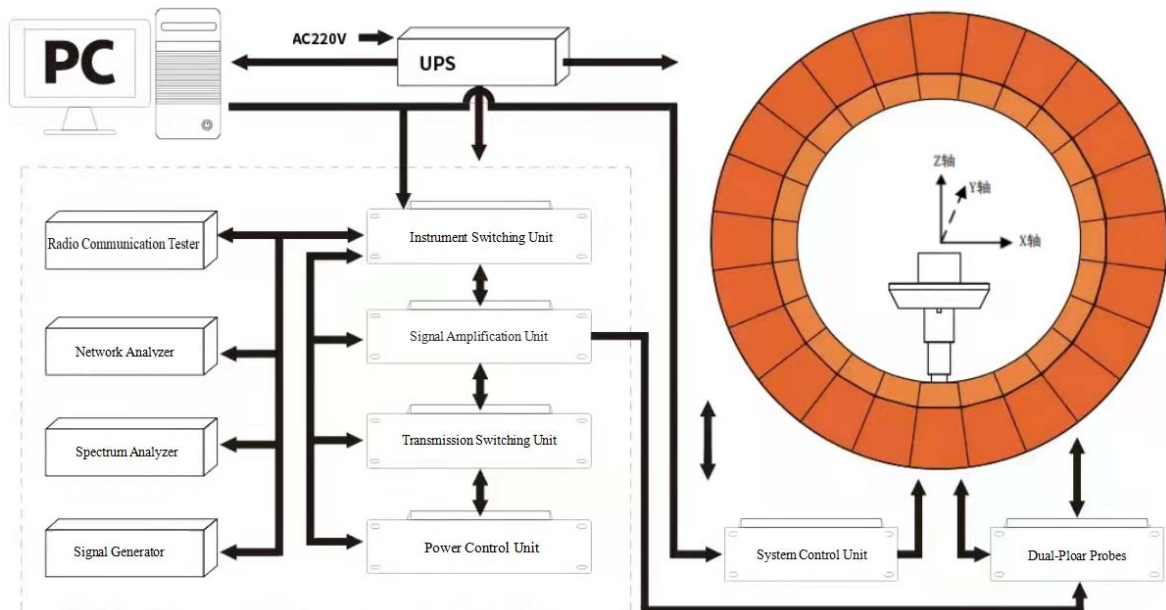 PC
AC220V
UPS
Z轴
Y轴
X轴
Radio Communication Tester
Instrument Switching Unit
Network Analyzer
Signal Amplification Unit
Spectrum Analyzer
Transmission Switching Unit
Signal Generator
Power Control Unit
System Control Unit
Dual-Ploar Probes